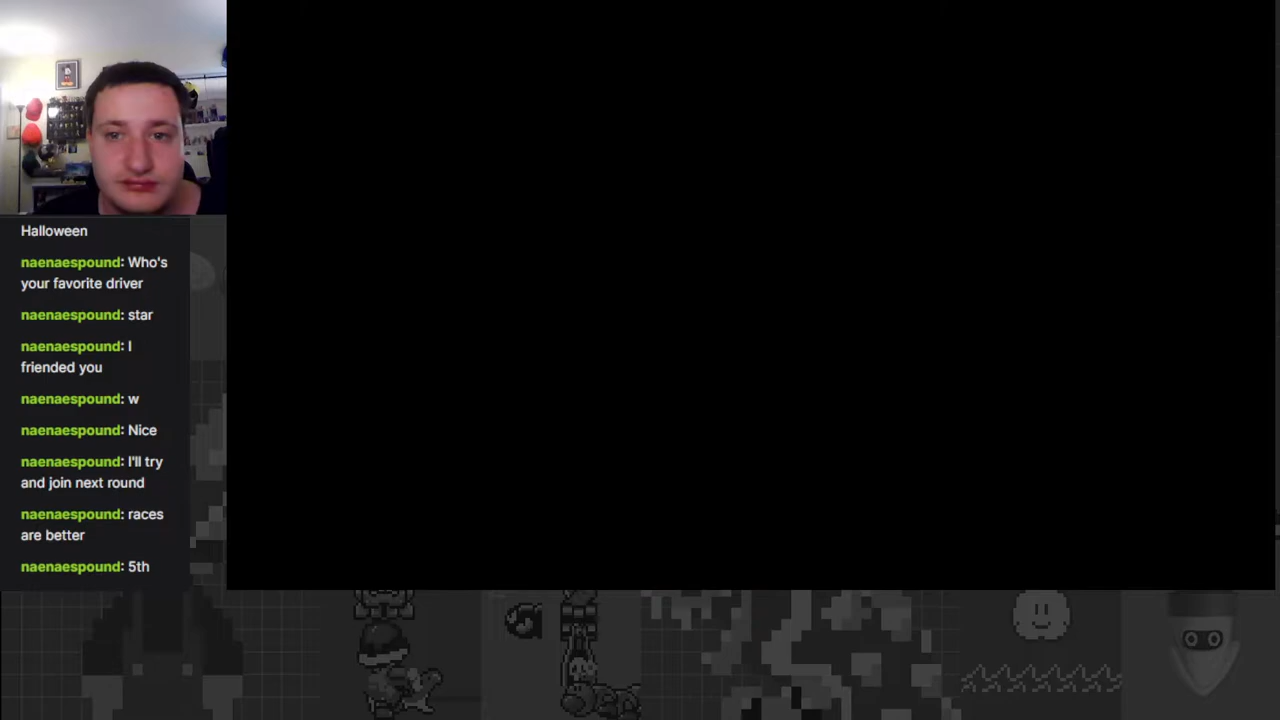 Halloween
naenaespound: Who's
your favorite driver
naenaespound: star
naenaespound: I
friended you
naenaespound: w
naenaespound: Nice
naenaespound: I'll try
and join next round
naenaespound: races
are better
naenaespound: 5th